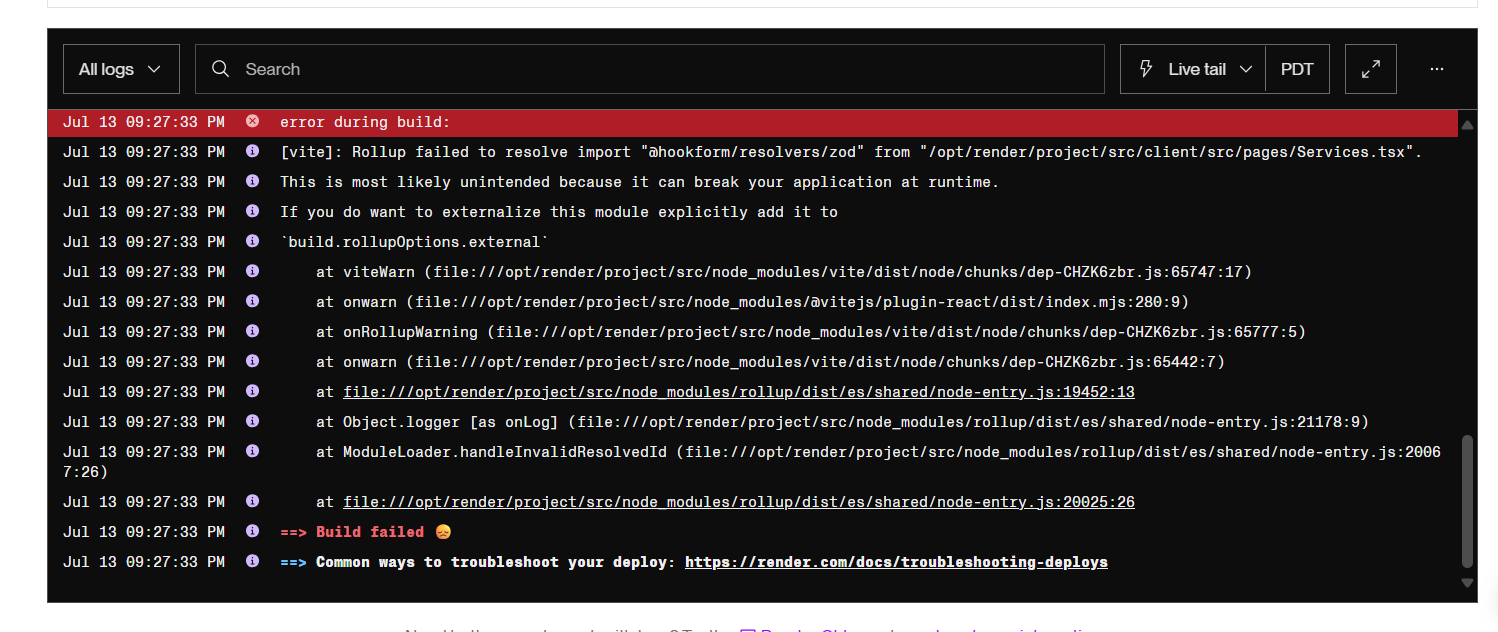 All logs
Search
Live tail
PDT
Jul 13 09:27:33 PM error during build:
Jul 13 09:27:33 PM [vite]: Rollup failed to resolve import "@hookform/resolvers/zod" from "/opt/render/project/src/client/src/pages/Services.tsx".
Jul 13 09:27:33 PM This is most likely unintended because it can break your application at runtime.
Jul 13 09:27:33 PM If you do want to externalize this module explicitly add it to
Jul 13 09:27:33 PM `build.rollupOptions.external`
Jul 13 09:27:33 PM at viteWarn (file:///opt/render/project/src/node_modules/vite/dist/node/chunks/dep-CHZK6zbr.js:65747:17)
Jul 13 09:27:33 PM at onwarn (file:///opt/render/project/src/node_modules/@vitejs/plugin-react/dist/index.mjs:280:9)
Jul 13 09:27:33 PM at onRollupWarning (file:///opt/render/project/src/node_modules/vite/dist/node/chunks/dep-CHZK6zbr.js:65777:5)
Jul 13 09:27:33 PM at onwarn (file:///opt/render/project/src/node_modules/vite/dist/node/chunks/dep-CHZK6zbr.js:65442:7)
Jul 13 09:27:33 PM at file:///opt/render/project/src/node_modules/rollup/dist/es/shared/node-entry.js:19452:13
Jul 13 09:27:33 PM at Object.logger [as onLog] (file:///opt/render/project/src/node_modules/rollup/dist/es/shared/node-entry.js:21178:9)
Jul 13 09:27:33 PM at ModuleLoader.handleInvalidResolvedId (file:///opt/render/project/src/node_modules/rollup/dist/es/shared/node-entry.js:2006
7:26)
Jul 13 09:27:33 PM at file:///opt/render/project/src/node_modules/rollup/dist/es/shared/node-entry.js:20025:26
Jul 13 09:27:33 PM ==> Build failed 😞
Jul 13 09:27:33 PM ==> Common ways to troubleshoot your deploy: https://render.com/docs/troubleshooting-deploys